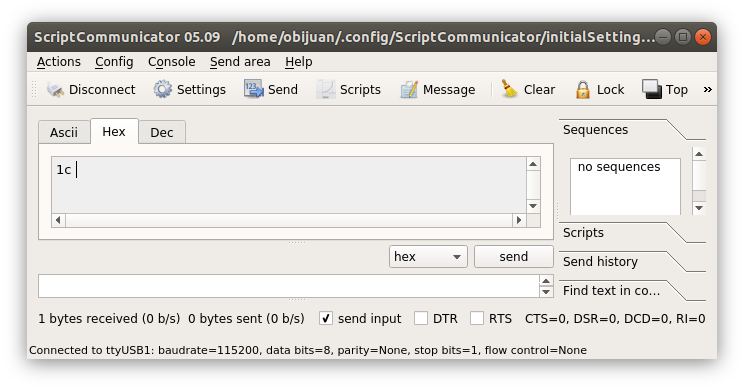 ScriptCommunicator 05.09   /home/obijuan/.config/ScriptCommunicator/initialSetting...
Actions Config Console Send area Help
Disconnect Settings Send Scripts Message Clear Lock Top »
Ascii Hex Dec
1c
hex send
Sequences
no sequences
Scripts
Send history
Find text in co...
1 bytes received (0 b/s) 0 bytes sent (0 b/s) send input DTR RTS CTS=0, DSR=0, DCD=0, RI=0
Connected to ttyUSB1: baudrate=115200, data bits=8, parity=None, stop bits=1, flow control=None